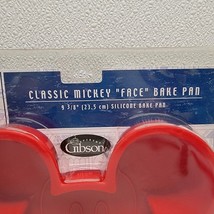 CLASSIC MICKEY "FACE" BAKE PAN
9 3/8" (23,5 cm) SILICONE BAKE PAN
Gibson